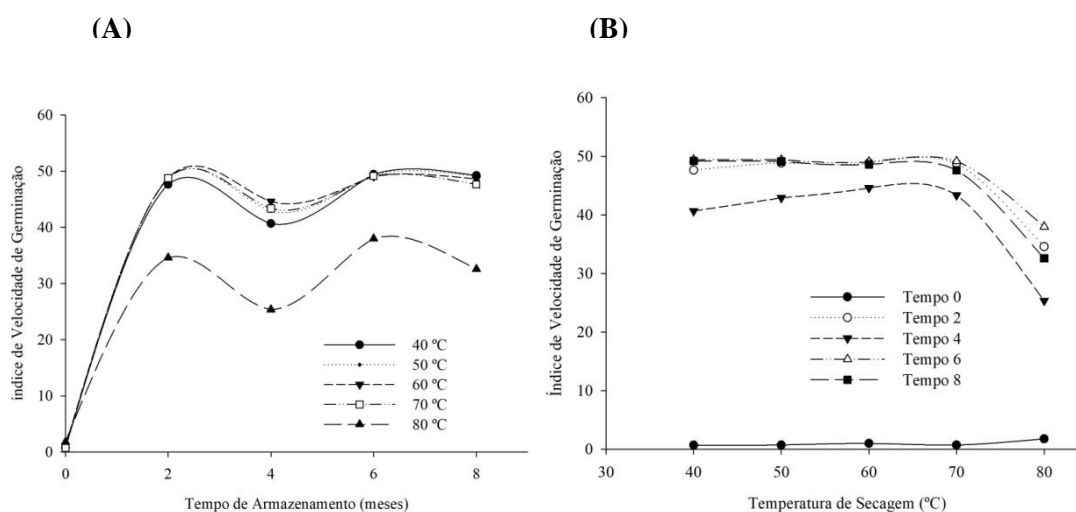 (A)
60
50
40
30
20
10
0
índice de Velocidade de Germinação
0 2 4 6 8
Tempo de Armazenamento (meses)
40 ºC
50 ºC
60 ºC
70 ºC
80 ºC
(B)
60
50
40
30
20
10
0
Índice de Velocidade de Germinação
30 40 50 60 70 80
Temperatura de Secagem (ºC)
Tempo 0
Tempo 2
Tempo 4
Tempo 6
Tempo 8